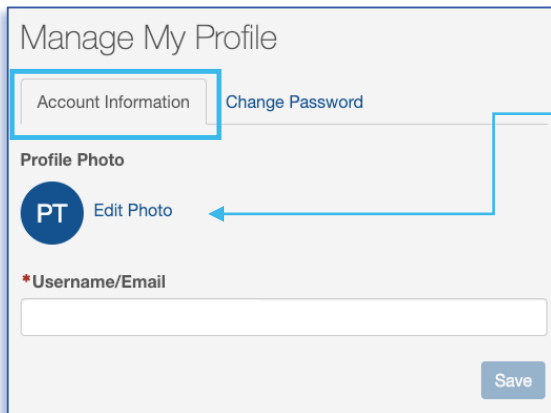 Manage My Profile
Account Information Change Password
Profile Photo
PT Edit Photo
*Username/Email
Save